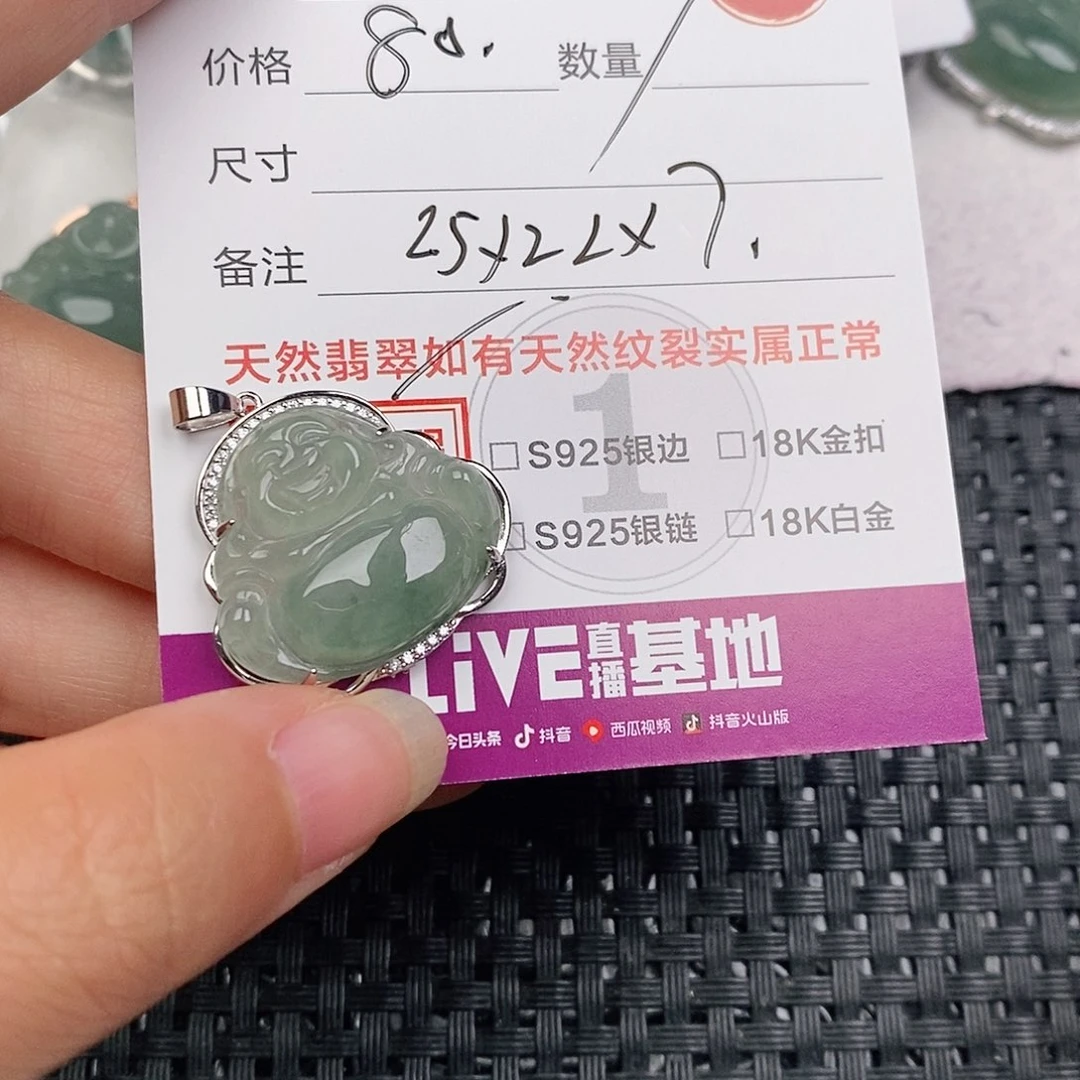 价格 80. 数量
尺寸
备注 25x22x7.
天然翡翠如有天然纹裂实属正常
1
□S925银边 □18K金扣
□S925银链 □18K白金
LiVE直播基地
今日头条 抖音 西瓜视频 抖音火山版